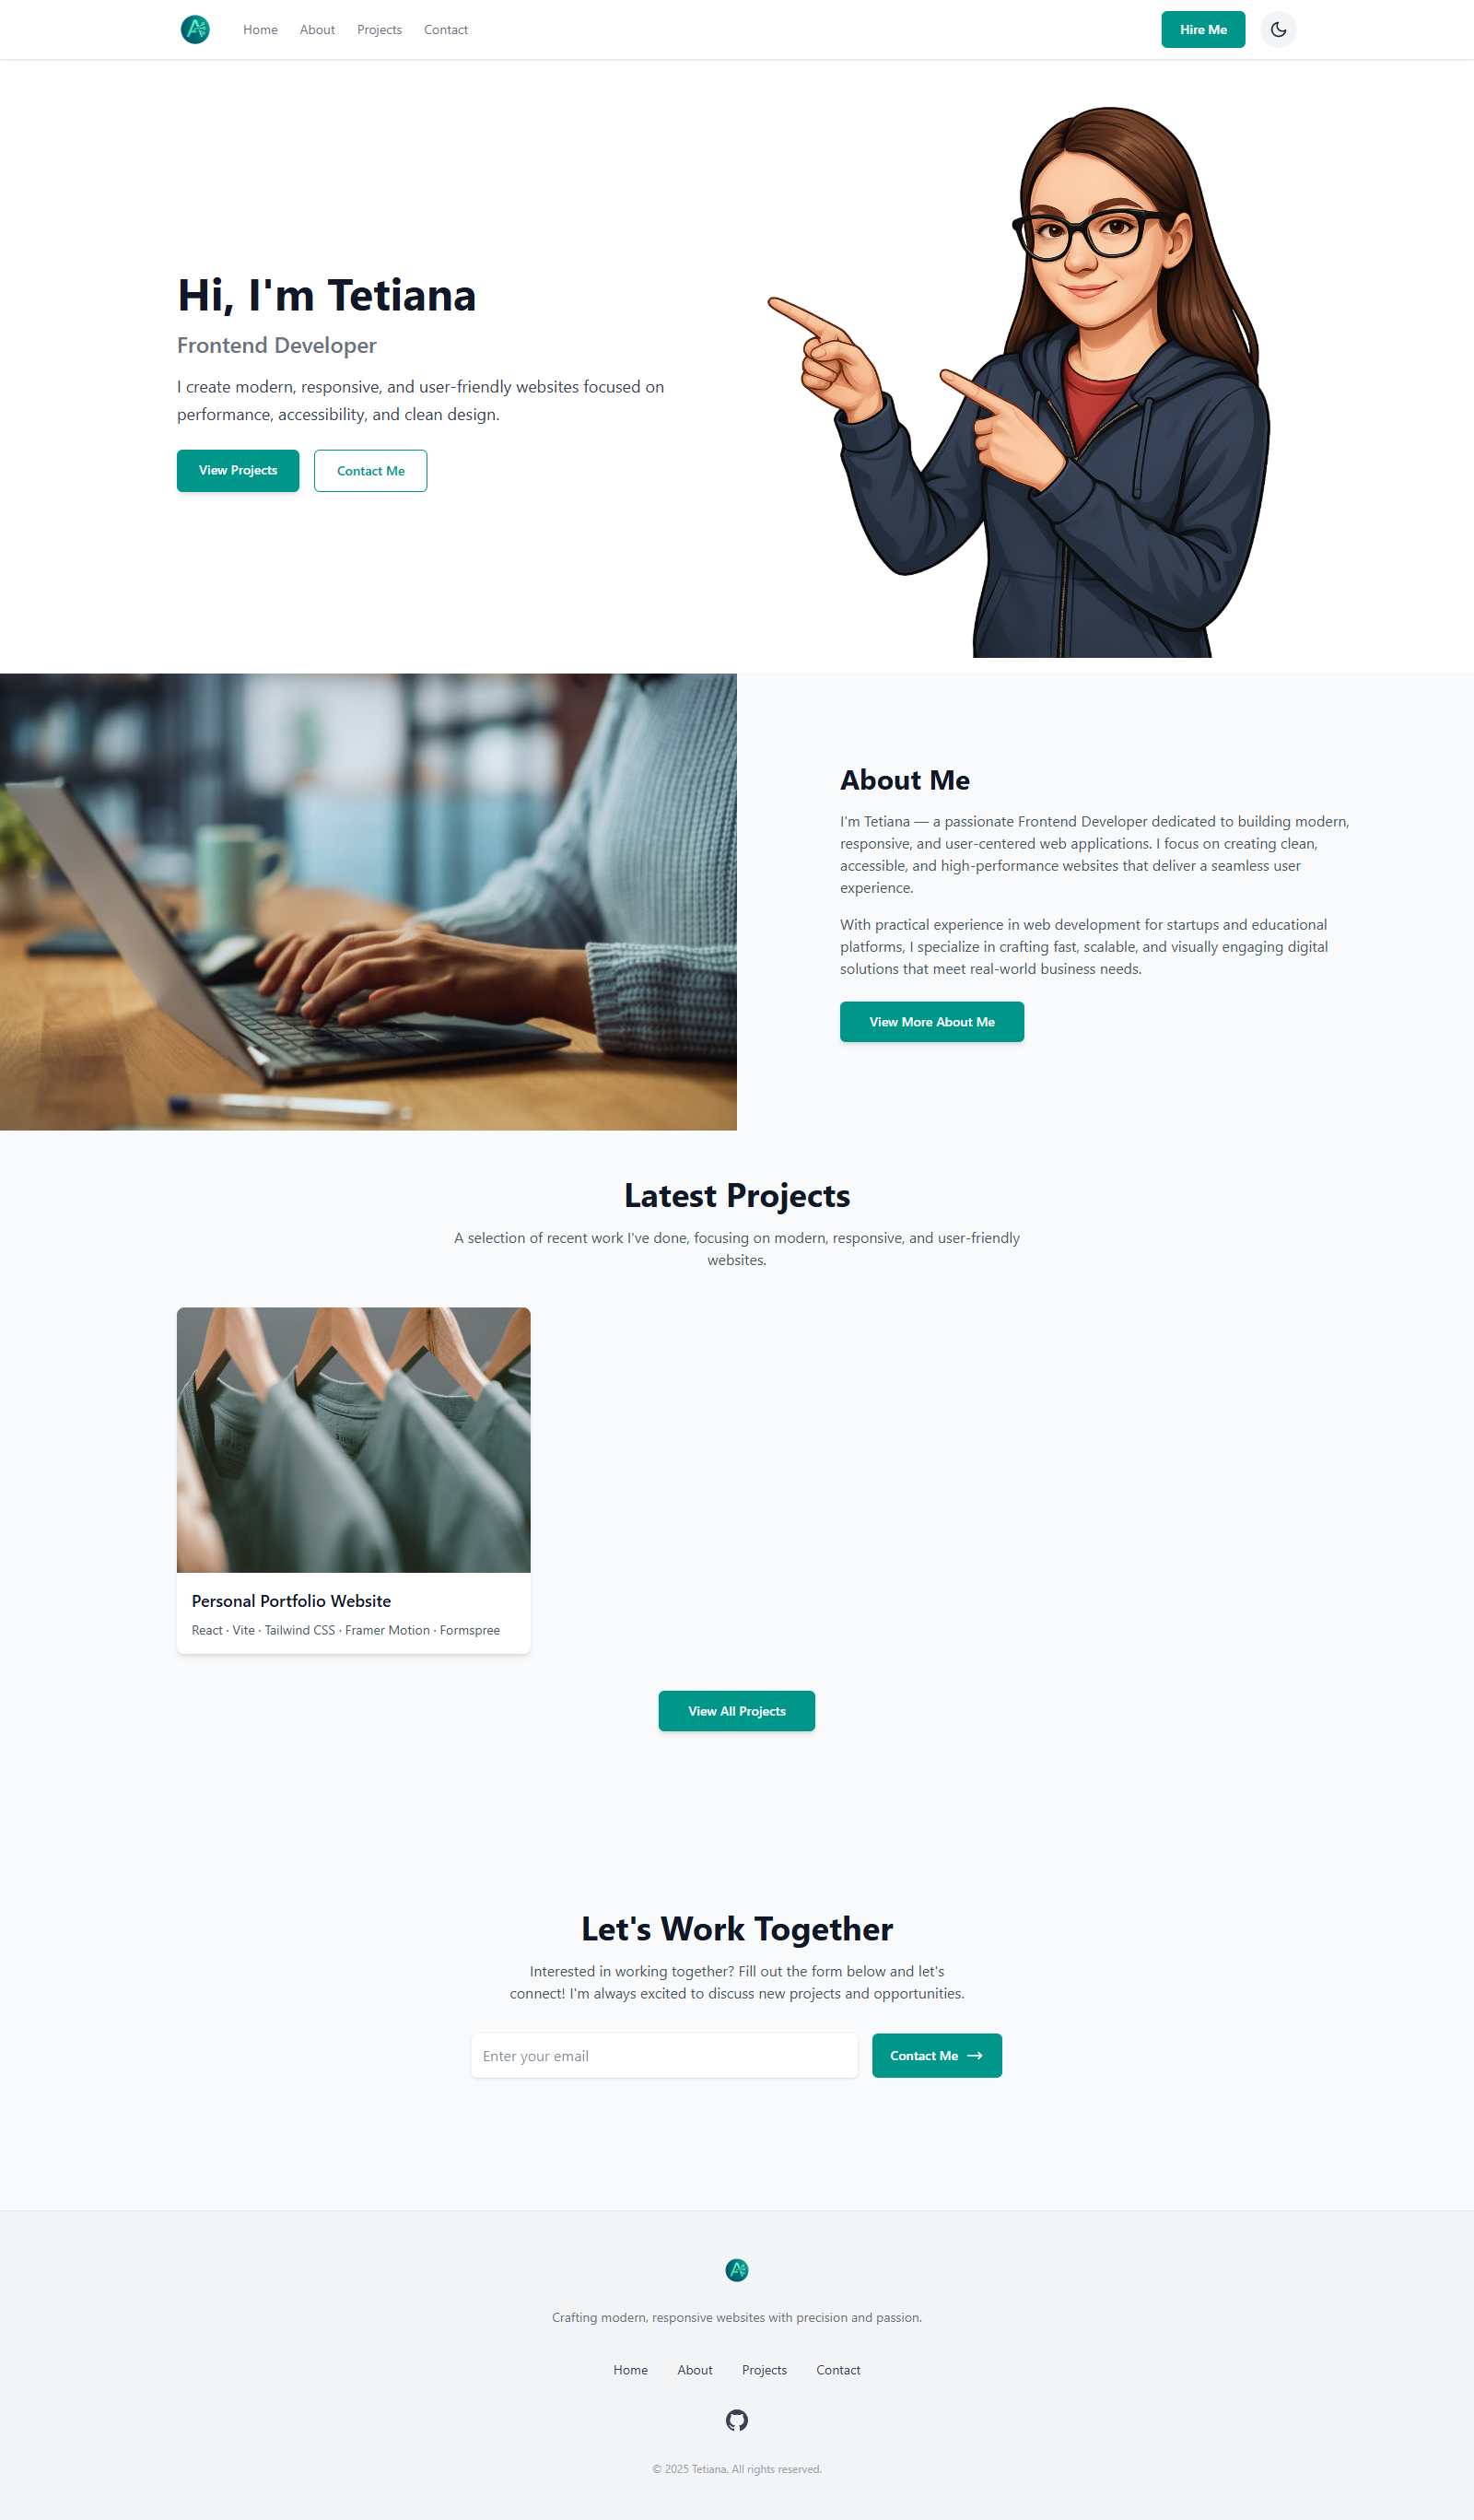 Home
About
Projects
Contact
Hire Me
Hi, I'm Tetiana
Frontend Developer
I create modern, responsive, and user-friendly websites focused on
performance, accessibility, and clean design.
View Projects
Contact Me
About Me
I'm Tetiana — a passionate Frontend Developer dedicated to building modern,
responsive, and user-centered web applications. I focus on creating clean,
accessible, and high-performance websites that deliver a seamless user
experience.
With practical experience in web development for startups and educational
platforms, I specialize in crafting fast, scalable, and visually engaging digital
solutions that meet real-world business needs.
View More About Me
Latest Projects
A selection of recent work I've done, focusing on modern, responsive, and user-friendly
websites.
Personal Portfolio Website
React · Vite · Tailwind CSS · Framer Motion · Formspree
View All Projects
Let's Work Together
Interested in working together? Fill out the form below and let's
connect! I'm always excited to discuss new projects and opportunities.
Enter your email
Contact Me
Crafting modern, responsive websites with precision and passion.
Home
About
Projects
Contact
© 2025 Tetiana. All rights reserved.